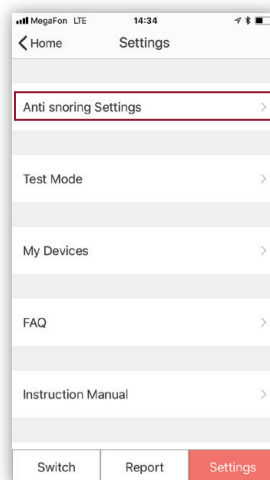 MegaFon LTE 14:34
Home Settings
Anti snoring Settings
Test Mode
My Devices
FAQ
Instruction Manual
Switch Report Settings